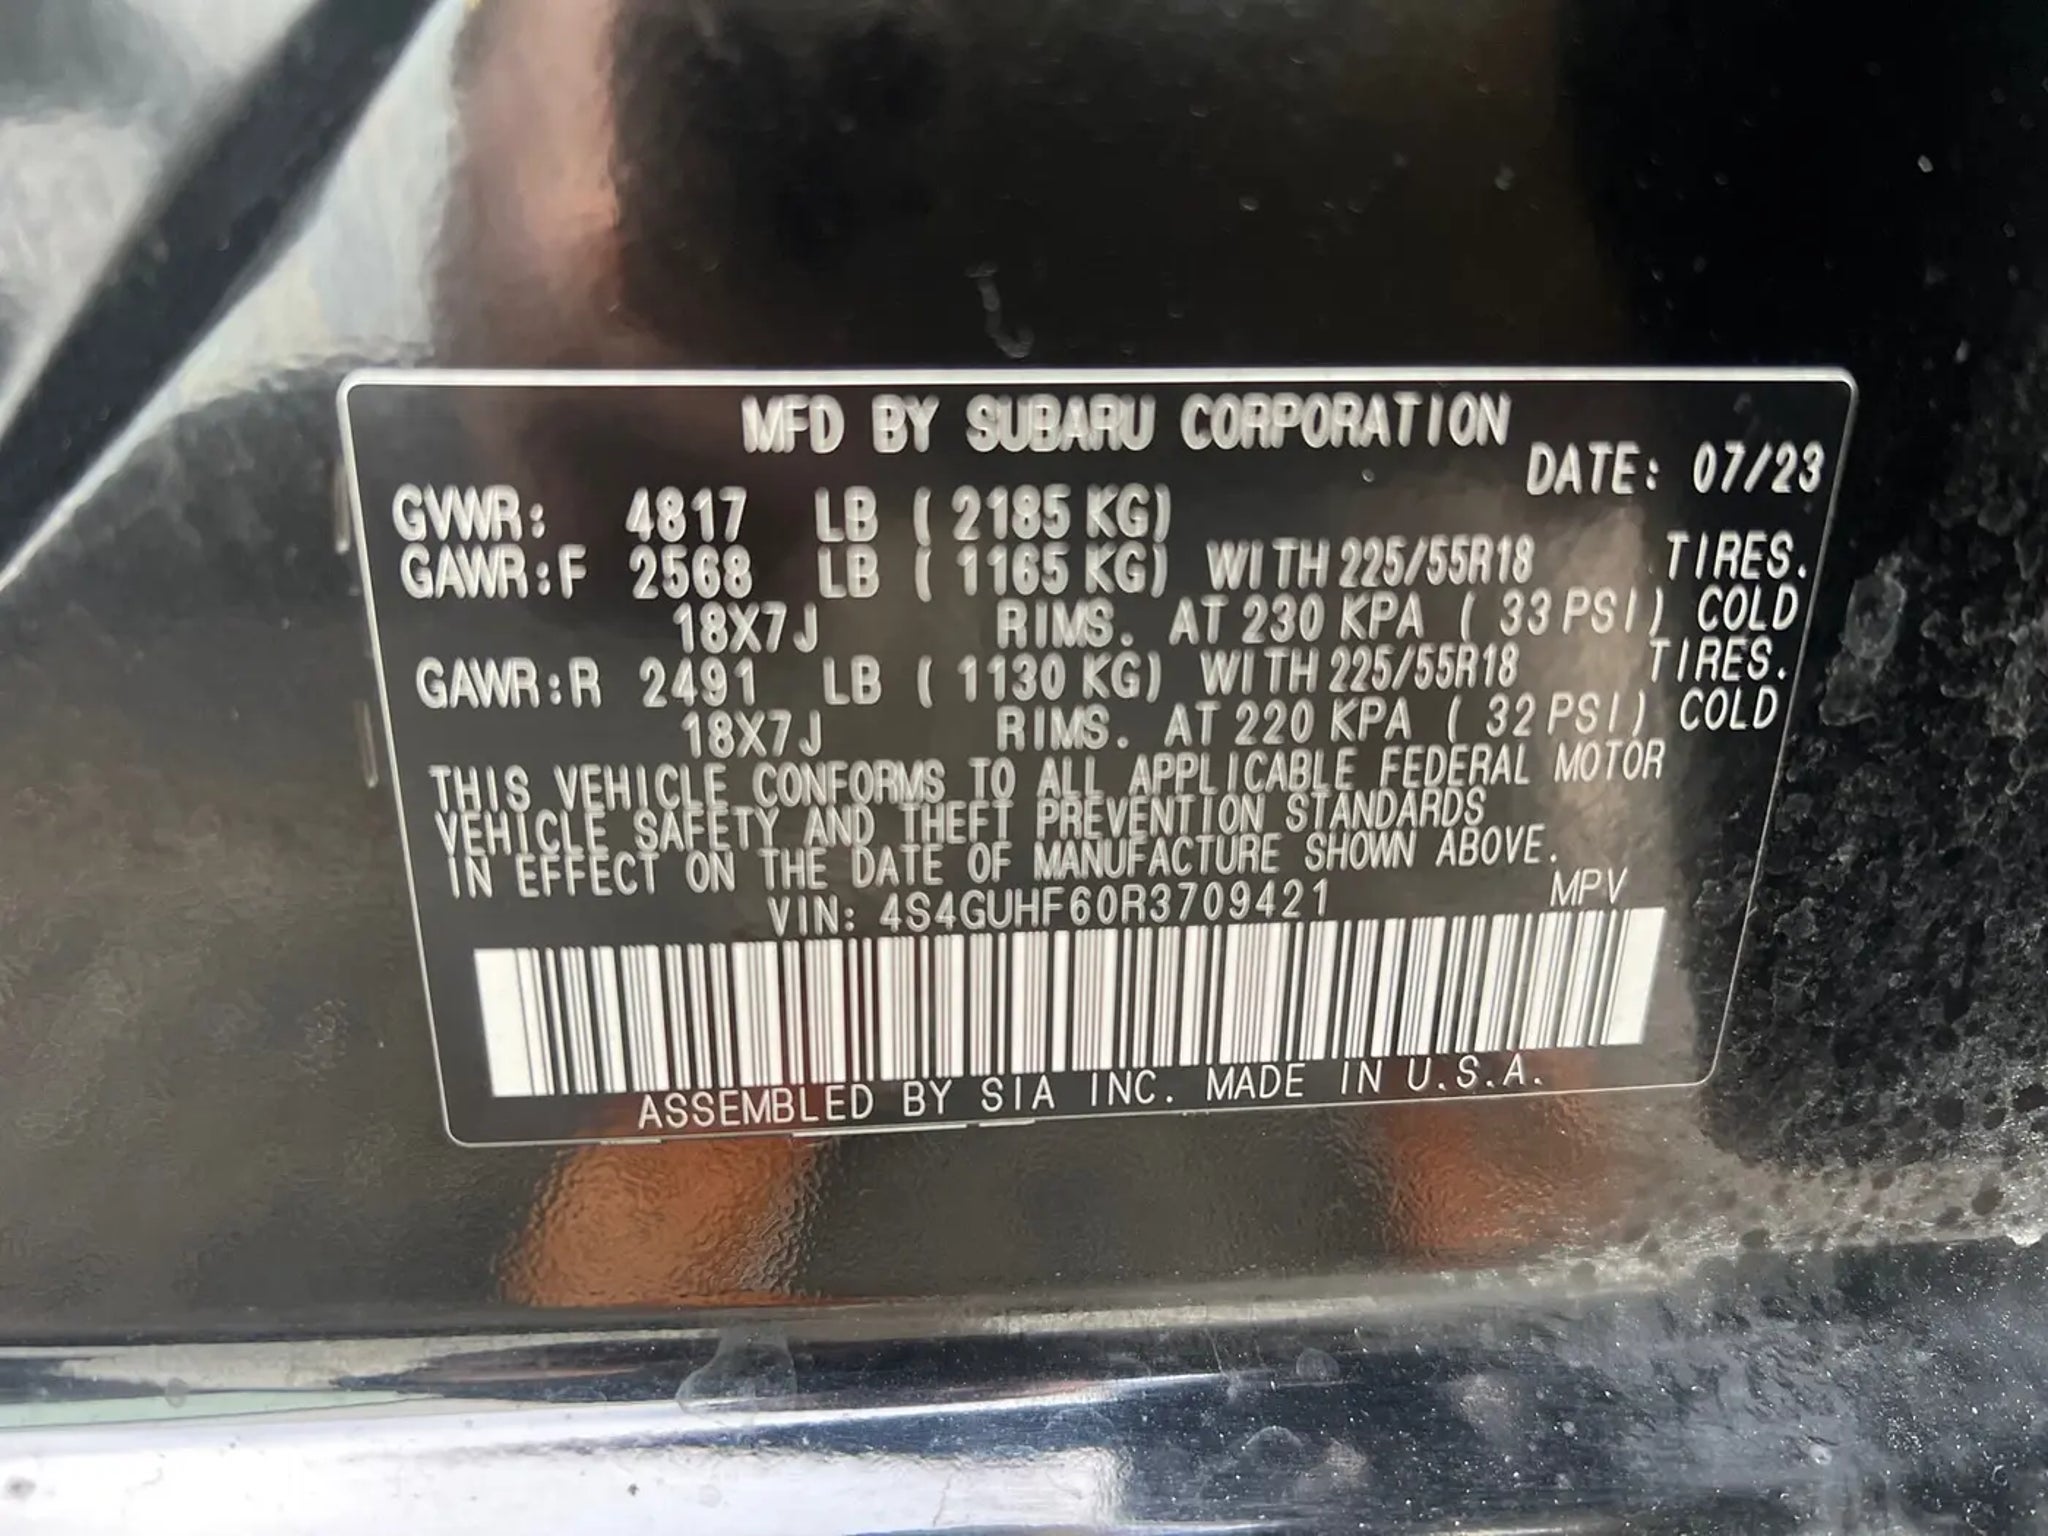 MFD BY SUBARU CORPORATION
DATE: 07/23
GVWR: 4817 LB ( 2185 KG)
GAWR:F 2568 LB ( 1165 KG) WITH 225/55R18 TIRES.
18X7J RIMS. AT 230 KPA ( 33 PSI) COLD
GAWR:R 2491 LB ( 1130 KG) WITH 225/55R18 TIRES.
18X7J RIMS. AT 220 KPA ( 32 PSI) COLD
THIS VEHICLE CONFORMS TO ALL APPLICABLE FEDERAL MOTOR
VEHICLE SAFETY AND THEFT PREVENTION STANDARDS
IN EFFECT ON THE DATE OF MANUFACTURE SHOWN ABOVE.
VIN: 4S4GUHF60R3709421 MPV
ASSEMBLED BY SIA INC. MADE IN U.S.A.